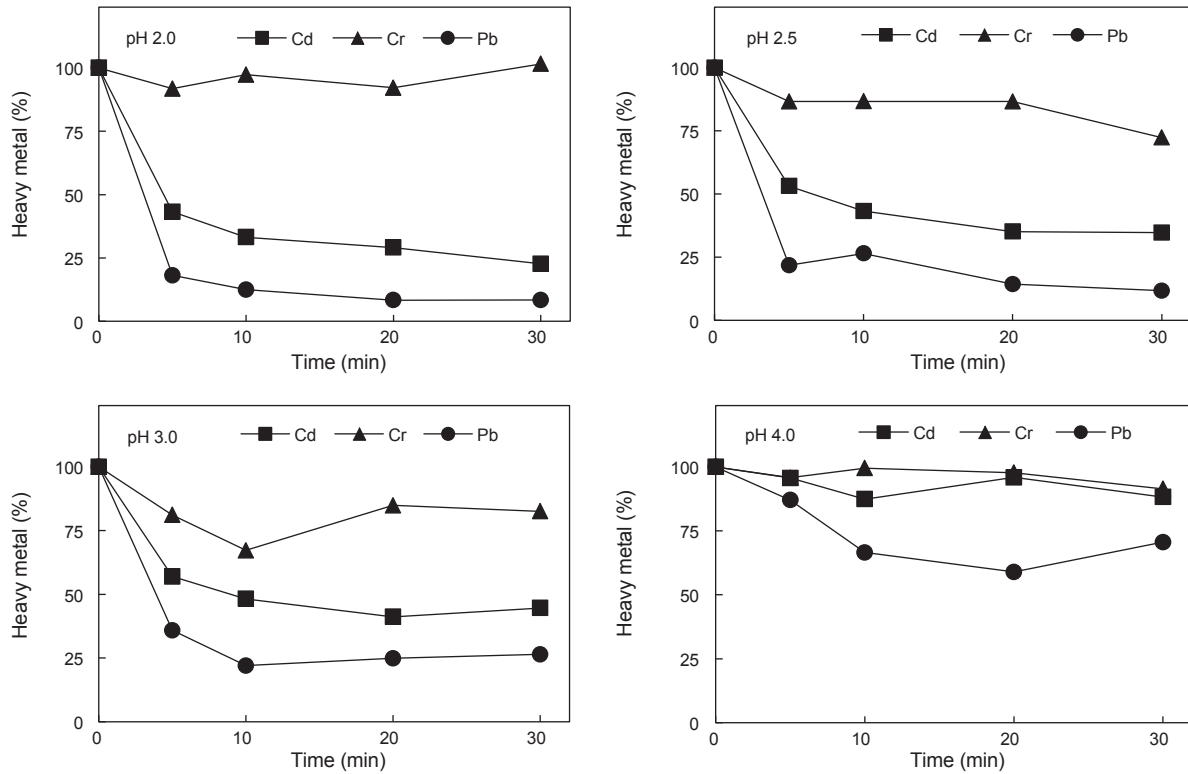 pH 2.0 Cd Cr Pb
Heavy metal (%)
100
75
50
25
0
0 10 20 30
Time (min)
pH 2.5 Cd Cr Pb
Heavy metal (%)
100
75
50
25
0
0 10 20 30
Time (min)
pH 3.0 Cd Cr Pb
Heavy metal (%)
100
75
50
25
0
0 10 20 30
Time (min)
pH 4.0 Cd Cr Pb
Heavy metal (%)
100
75
50
25
0
0 10 20 30
Time (min)